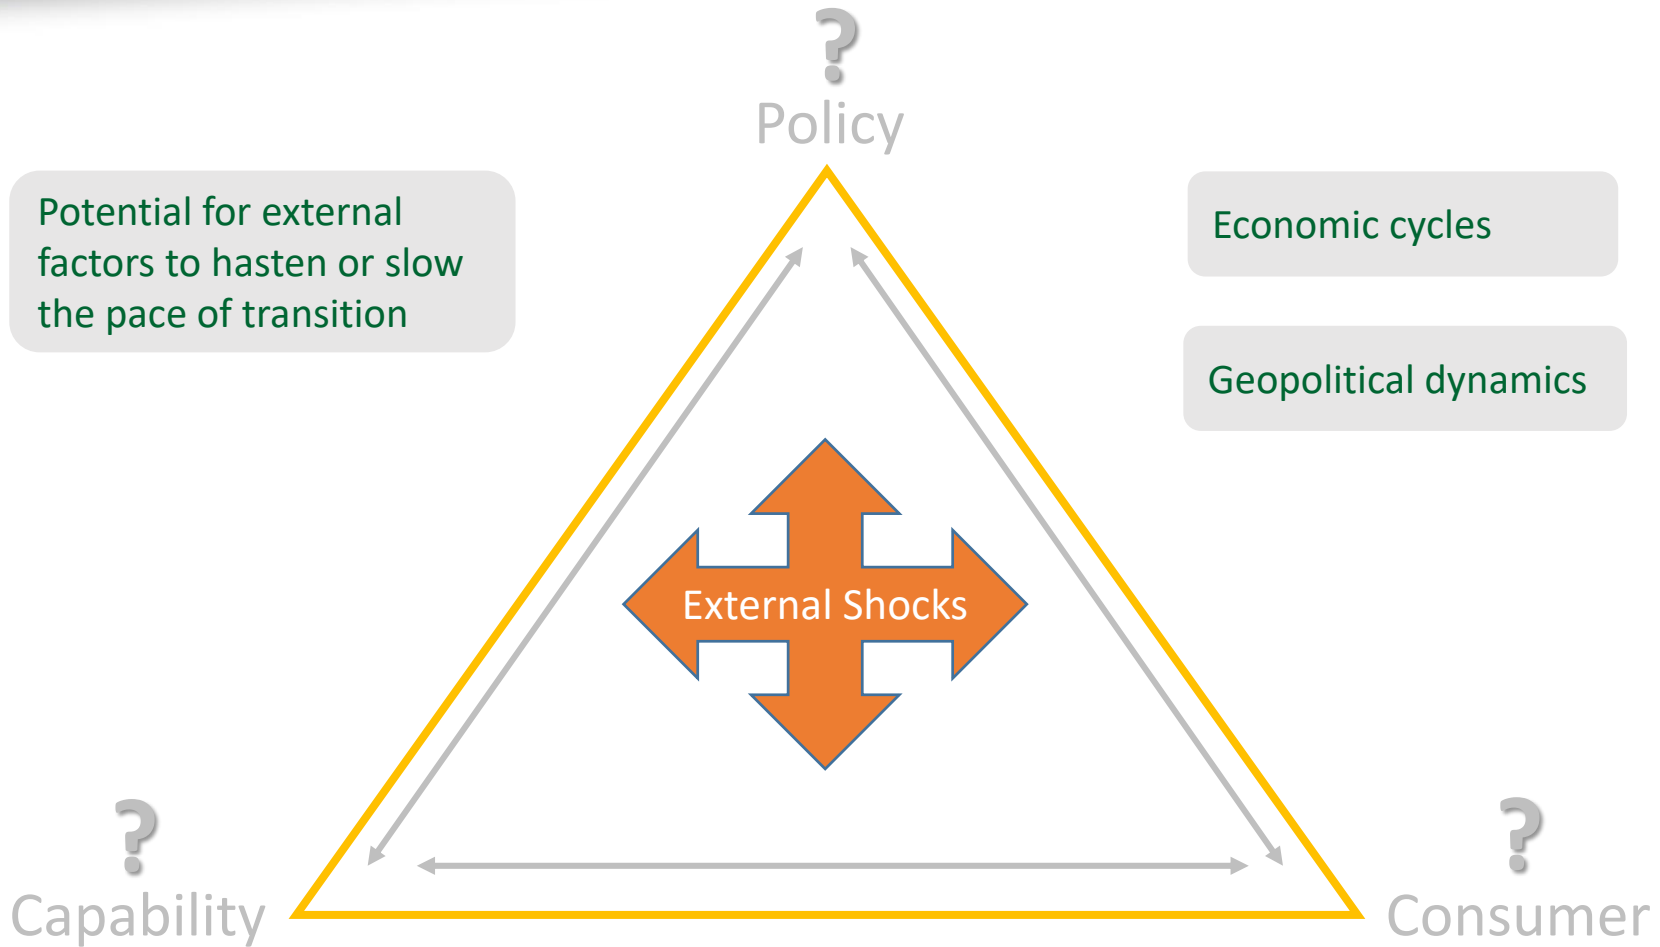 ?
Policy
Potential for external
factors to hasten or slow
the pace of transition
Economic cycles
Geopolitical dynamics
External Shocks
?
Capability
?
Consumer